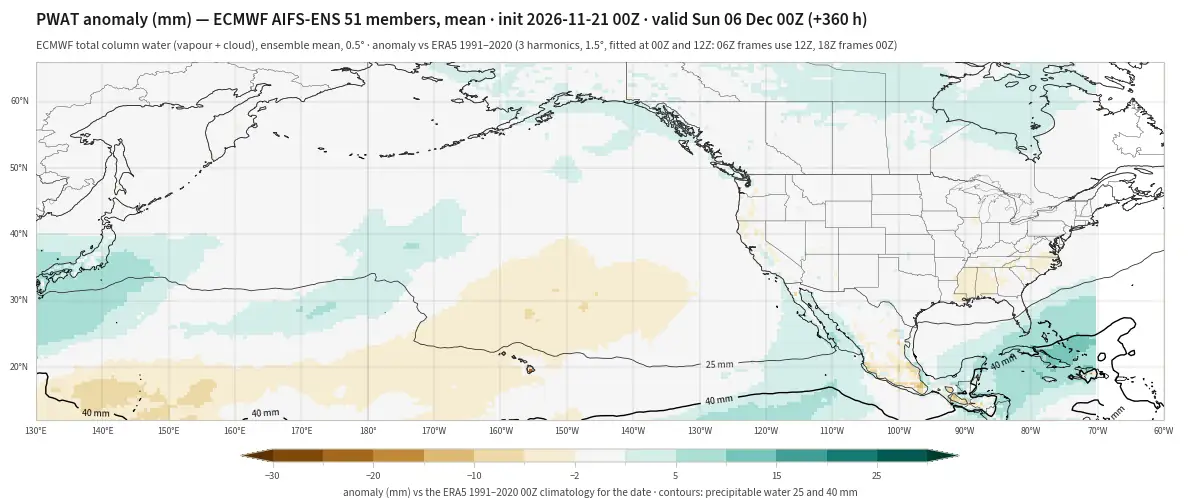 PWAT anomaly (mm) — ECMWF AIFS-ENS 51 members, mean · init 2026-11-21 00Z · valid Sun 06 Dec 00Z (+360 h)
ECMWF total column water (vapour + cloud), ensemble mean, 0.5° · anomaly vs ERA5 1991–2020 (3 harmonics, 1.5°, fitted at 00Z and 12Z: 06Z frames use 12Z, 18Z frames 00Z)
60°N
50°N
40°N
30°N
20°N
25 mm
40 mm
40 mm
40 mm
40 mm
mm
130°E 140°E 150°E 160°E 170°E 180° 170°W 160°W 150°W 140°W 130°W 120°W 110°W 100°W 90°W 80°W 70°W 60°W
−30 −20 −10 −2 5 15 25
anomaly (mm) vs the ERA5 1991–2020 00Z climatology for the date · contours: precipitable water 25 and 40 mm